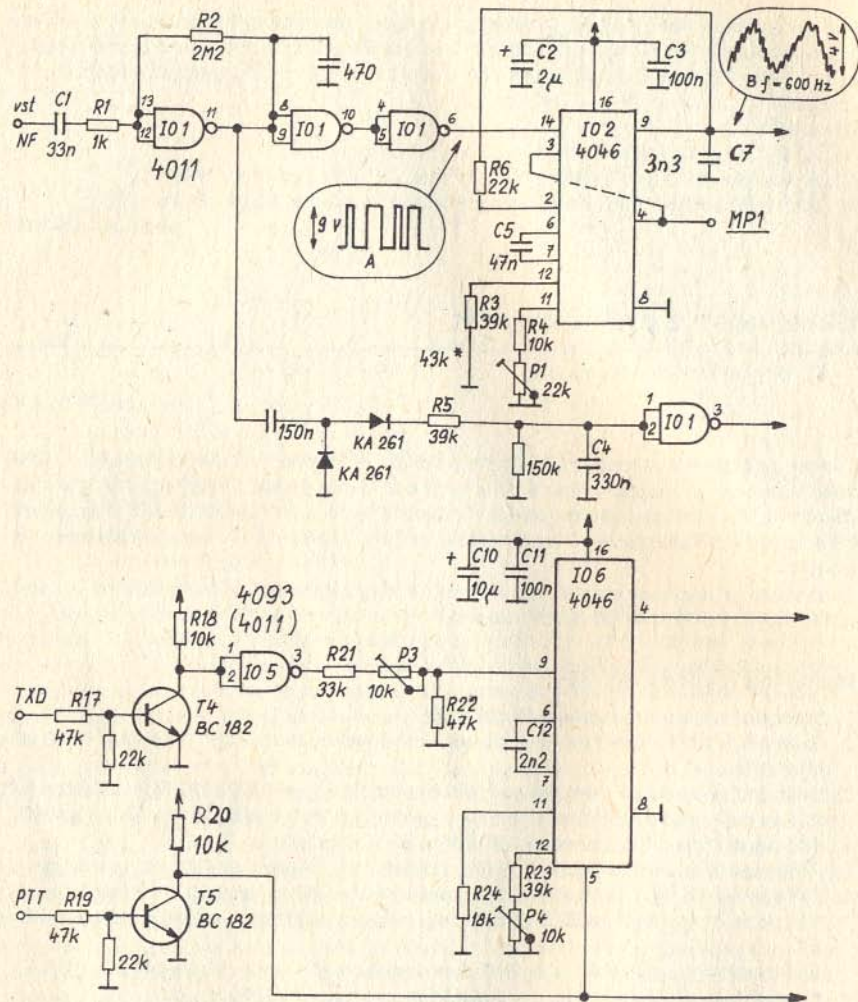 R2
2M2
470
vst
NF
C1
33n
R1
1k
13
12
IO 1
11
4011
8
9
IO 1
10
4
5
IO 1
6
9 V
A
C2
+
2µ
C3
100n
16
14
IO 2
4046
9
3
3n3
C7
R6
22k
2
4
MP1
C5
47n
6
7
12
11
8
R3
39k
43k *
R4
10k
P1
22k
4 V
B f = 600 Hz
150n
KA 261
KA 261
R5
39k
150k
C4
330n
1
2
IO 1
3
+
C10
10µ
C11
100n
16
IO 6
4046
4
R18
10k
4093
(4011)
1
2
IO 5
3
R21
33k
P3
10k
9
TXD
R17
47k
22k
T4
BC 182
R22
47k
6
C12
2n2
7
11
8
R20
10k
12
R23
39k
5
PTT
R19
47k
22k
T5
BC 182
R24
18k
P4
10k